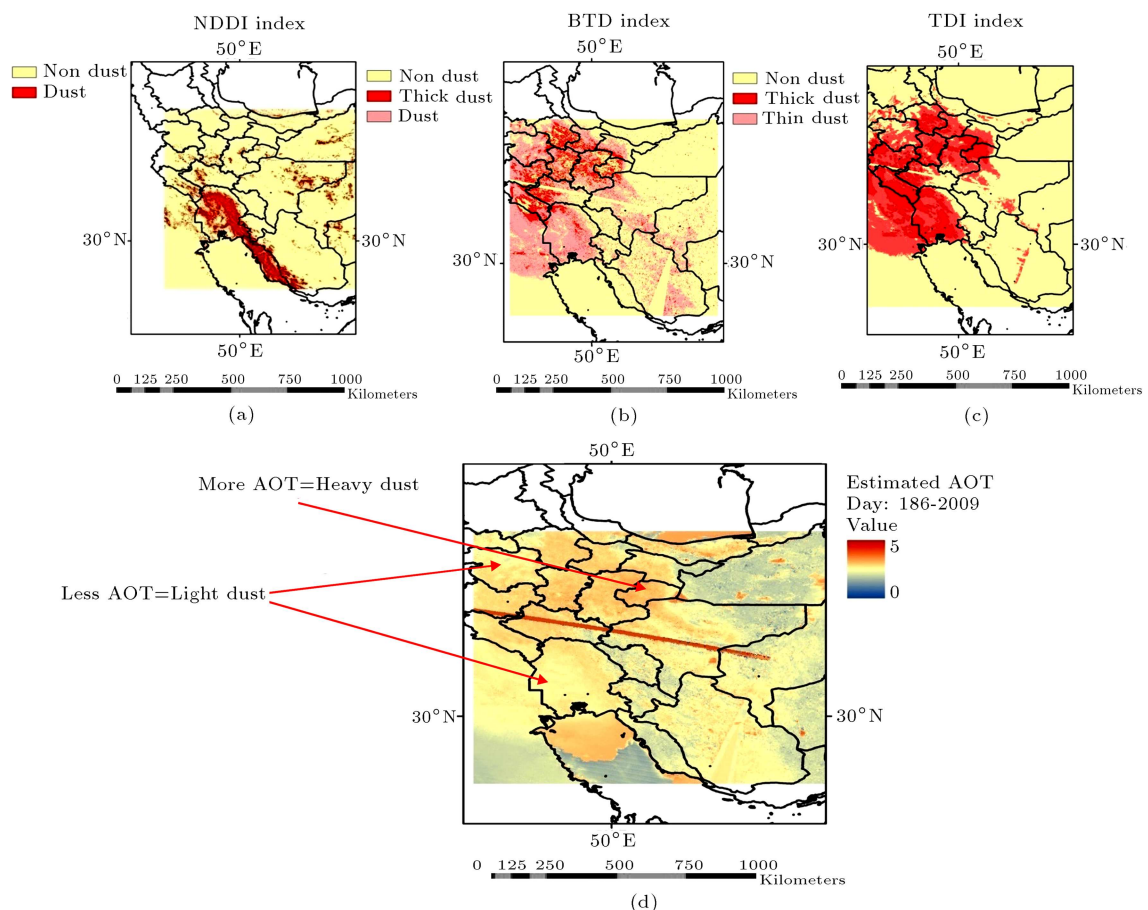 NDDI index
50°E
Non dust
Dust
30°N
30°N
50°E
0 125 250 500 750 1000
Kilometers
(a)
BTD index
50°E
Non dust
Thick dust
Dust
30°N
30°N
50°E
0 125 250 500 750 1000
Kilometers
(b)
TDI index
50°E
Non dust
Thick dust
Thin dust
30°N
50°E
0 125 250 500 750 1000
Kilometers
(c)
50°E
More AOT=Heavy dust
Less AOT=Light dust
Estimated AOT
Day: 186-2009
Value
5
0
30°N
30°N
50°E
0 125 250 500 750 1000
Kilometers
(d)